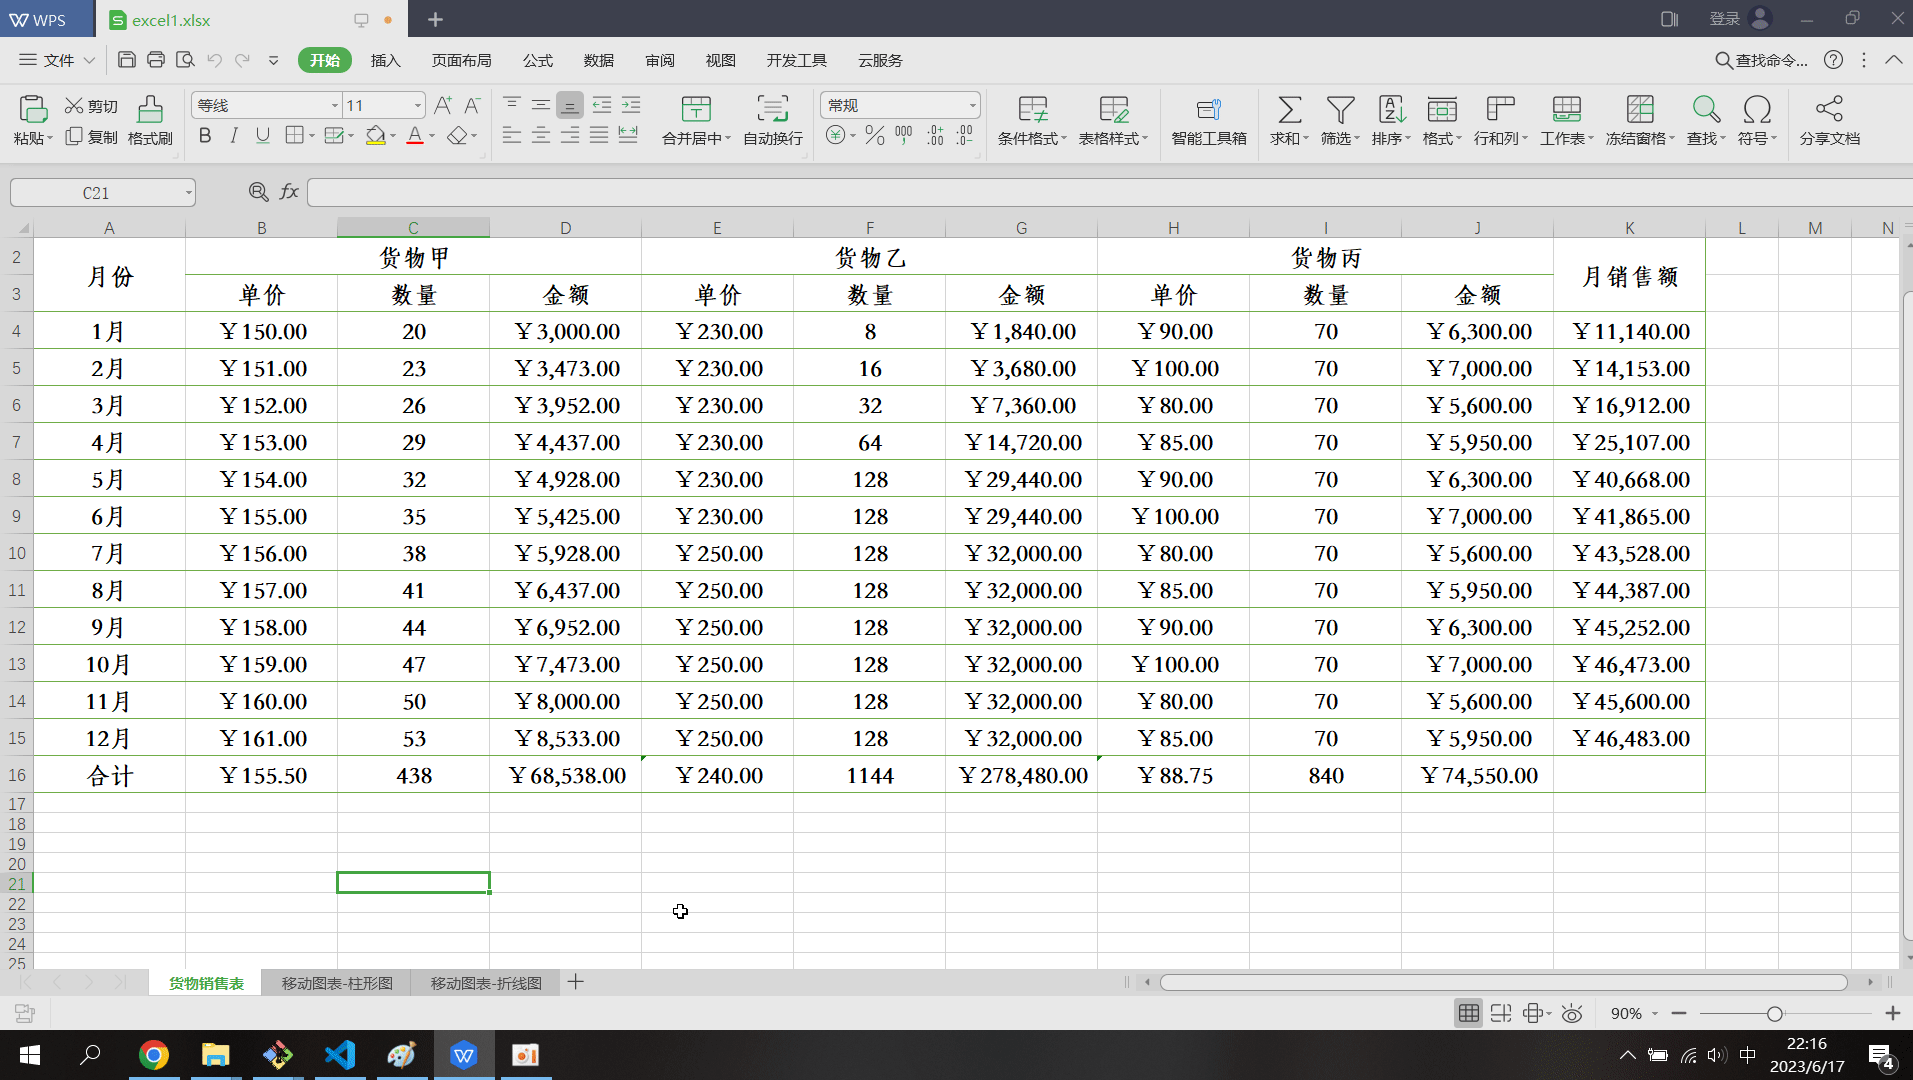 WPS excel1.xlsx 登录
文件 开始 插入 页面布局 公式 数据 审阅 视图 开发工具 云服务 查找命令...
粘贴 剪切 复制 格式刷 等线 11 合并居中 自动换行 常规 条件格式 表格样式 智能工具箱 求和 筛选 排序 格式 行和列 工作表 冻结窗格 查找 符号 分享文档
C21 fx
A B C D E F G H I J K L M N
2 月份 货物甲 货物乙 货物丙 月销售额
3 单价 数量 金额 单价 数量 金额 单价 数量 金额
4 1月 ￥150.00 20 ￥3,000.00 ￥230.00 8 ￥1,840.00 ￥90.00 70 ￥6,300.00 ￥11,140.00
5 2月 ￥151.00 23 ￥3,473.00 ￥230.00 16 ￥3,680.00 ￥100.00 70 ￥7,000.00 ￥14,153.00
6 3月 ￥152.00 26 ￥3,952.00 ￥230.00 32 ￥7,360.00 ￥80.00 70 ￥5,600.00 ￥16,912.00
7 4月 ￥153.00 29 ￥4,437.00 ￥230.00 64 ￥14,720.00 ￥85.00 70 ￥5,950.00 ￥25,107.00
8 5月 ￥154.00 32 ￥4,928.00 ￥230.00 128 ￥29,440.00 ￥90.00 70 ￥6,300.00 ￥40,668.00
9 6月 ￥155.00 35 ￥5,425.00 ￥230.00 128 ￥29,440.00 ￥100.00 70 ￥7,000.00 ￥41,865.00
10 7月 ￥156.00 38 ￥5,928.00 ￥250.00 128 ￥32,000.00 ￥80.00 70 ￥5,600.00 ￥43,528.00
11 8月 ￥157.00 41 ￥6,437.00 ￥250.00 128 ￥32,000.00 ￥85.00 70 ￥5,950.00 ￥44,387.00
12 9月 ￥158.00 44 ￥6,952.00 ￥250.00 128 ￥32,000.00 ￥90.00 70 ￥6,300.00 ￥45,252.00
13 10月 ￥159.00 47 ￥7,473.00 ￥250.00 128 ￥32,000.00 ￥100.00 70 ￥7,000.00 ￥46,473.00
14 11月 ￥160.00 50 ￥8,000.00 ￥250.00 128 ￥32,000.00 ￥80.00 70 ￥5,600.00 ￥45,600.00
15 12月 ￥161.00 53 ￥8,533.00 ￥250.00 128 ￥32,000.00 ￥85.00 70 ￥5,950.00 ￥46,483.00
16 合计 ￥155.50 438 ￥68,538.00 ￥240.00 1144 ￥278,480.00 ￥88.75 840 ￥74,550.00
17
18
19
20
21
22
23
24
25
货物销售表 移动图表-柱形图 移动图表-折线图
90%
中 22:16
2023/6/17 4